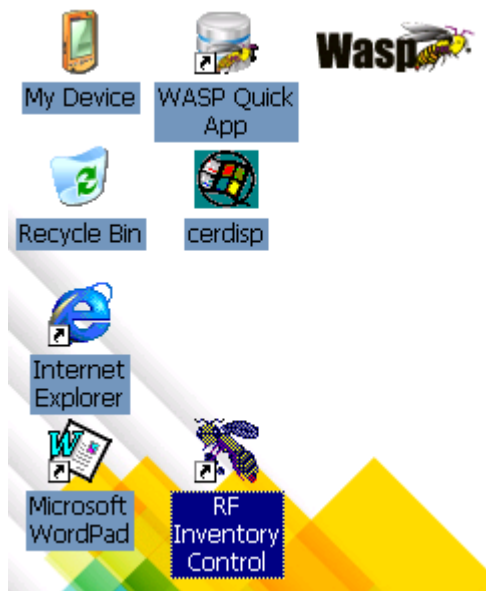 My Device
WASP Quick
App
Wasp
Recycle Bin
cerdisp
Internet
Explorer
Microsoft
WordPad
RF
Inventory
Control